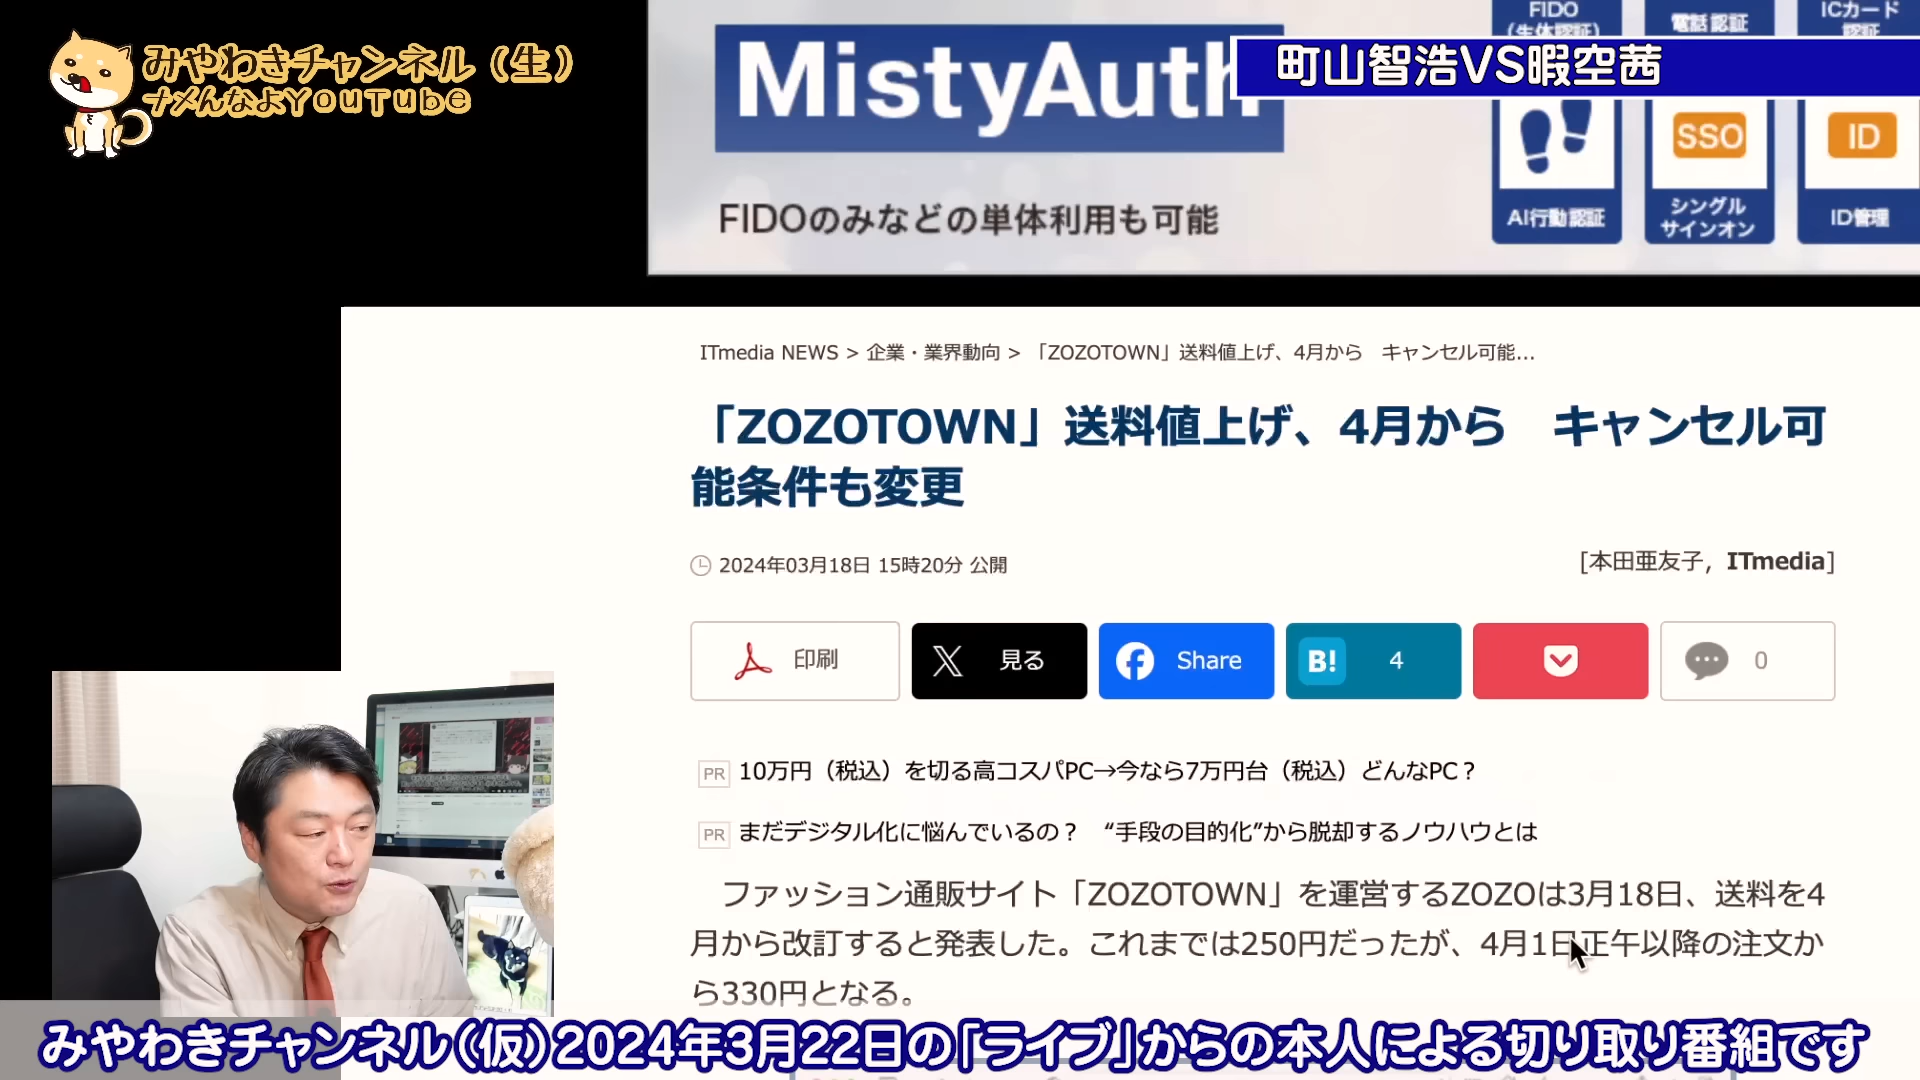 みやわきチャンネル（生）
ナメんなよYouTube
MistyAuth
FIDOのみなどの単体利用も可能
FIDO
(生体認証)
電話認証
ICカード
認証
町山智浩VS暇空茜
SSO
ID
AI行動認証
シングル
サインオン
ID管理
ITmedia NEWS > 企業・業界動向 > 「ZOZOTOWN」送料値上げ、4月から　キャンセル可能...
「ZOZOTOWN」送料値上げ、4月から　キャンセル可
能条件も変更
2024年03月18日 15時20分 公開
[本田亜友子，ITmedia]
印刷
見る
Share
B! 4
0
PR 10万円（税込）を切る高コスパPC→今なら7万円台（税込）どんなPC？
PR まだデジタル化に悩んでいるの？　“手段の目的化”から脱却するノウハウとは
ファッション通販サイト「ZOZOTOWN」を運営するZOZOは3月18日、送料を4
月から改訂すると発表した。これまでは250円だったが、4月1日正午以降の注文か
ら330円となる。
みやわきチャンネル（仮）2024年3月22日の「ライブ」からの本人による切り取り番組です